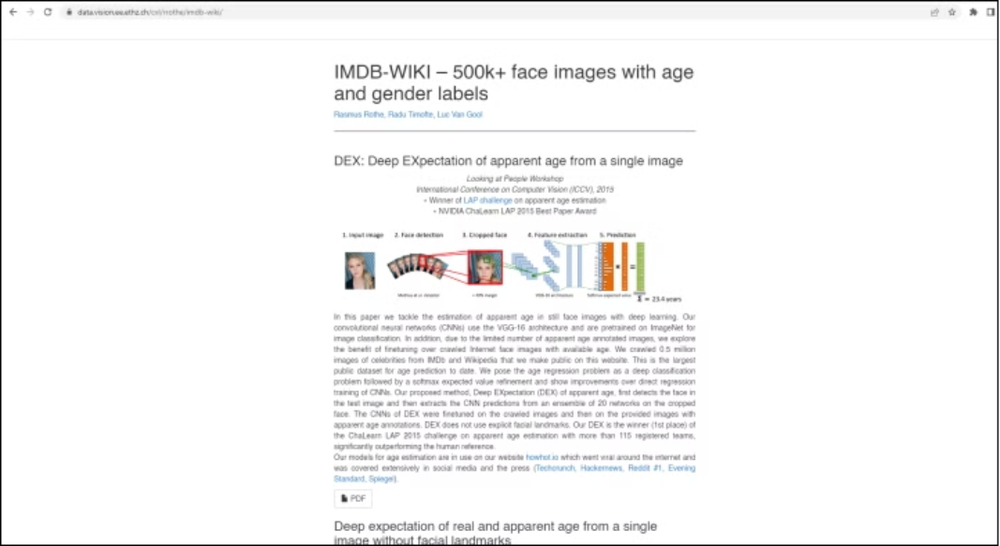 data.vision.ee.ethz.ch/cvl/rrothe/imdb-wiki/
IMDB-WIKI – 500k+ face images with age
and gender labels
Rasmus Rothe, Radu Timofte, Luc Van Gool
DEX: Deep EXpectation of apparent age from a single image
Looking at People Workshop
International Conference on Computer Vision (ICCV), 2015
• Winner of LAP challenge on apparent age estimation
• NVIDIA ChaLearn LAP 2015 Best Paper Award
1. Input image 2. Face detection 3. Cropped face 4. Feature extraction 5. Prediction
Mathias et al. detector + 40% margin VGG-16 architecture Softmax expected value
Σ = 23.4 years
In this paper we tackle the estimation of apparent age in still face images with deep learning. Our
convolutional neural networks (CNNs) use the VGG-16 architecture and are pretrained on ImageNet for
image classification. In addition, due to the limited number of apparent age annotated images, we explore
the benefit of finetuning over crawled Internet face images with available age. We crawled 0.5 million
images of celebrities from IMDb and Wikipedia that we make public on this website. This is the largest
public dataset for age prediction to date. We pose the age regression problem as a deep classification
problem followed by a softmax expected value refinement and show improvements over direct regression
training of CNNs. Our proposed method, Deep EXpectation (DEX) of apparent age, first detects the face in
the test image and then extracts the CNN predictions from an ensemble of 20 networks on the cropped
face. The CNNs of DEX were finetuned on the crawled images and then on the provided images with
apparent age annotations. DEX does not use explicit facial landmarks. Our DEX is the winner (1st place) of
the ChaLearn LAP 2015 challenge on apparent age estimation with more than 115 registered teams,
significantly outperforming the human reference.
Our models for age estimation are in use on our website howhot.io which went viral around the internet and
was covered extensively in social media and the press (Techcrunch, Hackernews, Reddit #1, Evening
Standard, Spiegel).
PDF
Deep expectation of real and apparent age from a single
image without facial landmarks